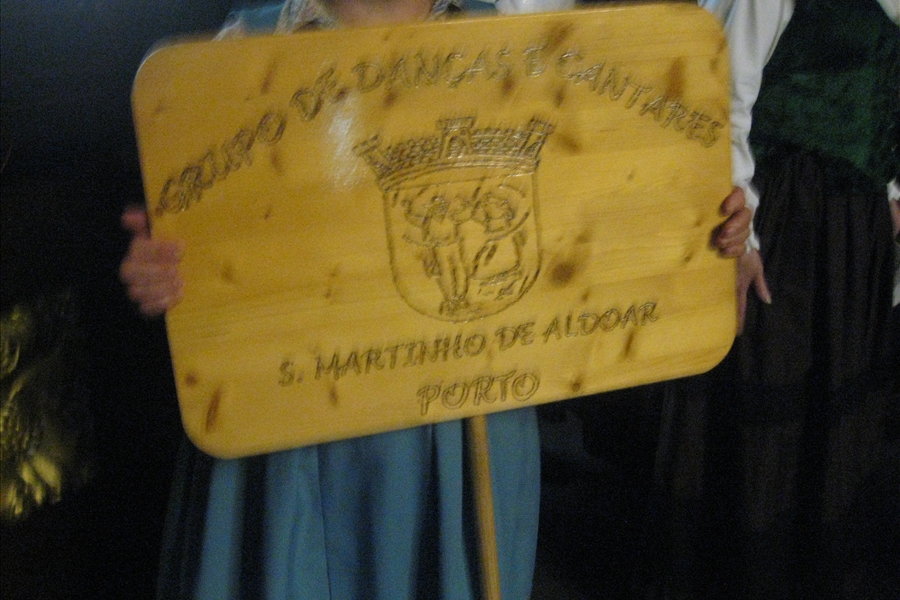 GRUPO DE DANÇAS E CANTARES
S. MARTINHO DE ALDOAR
PORTO